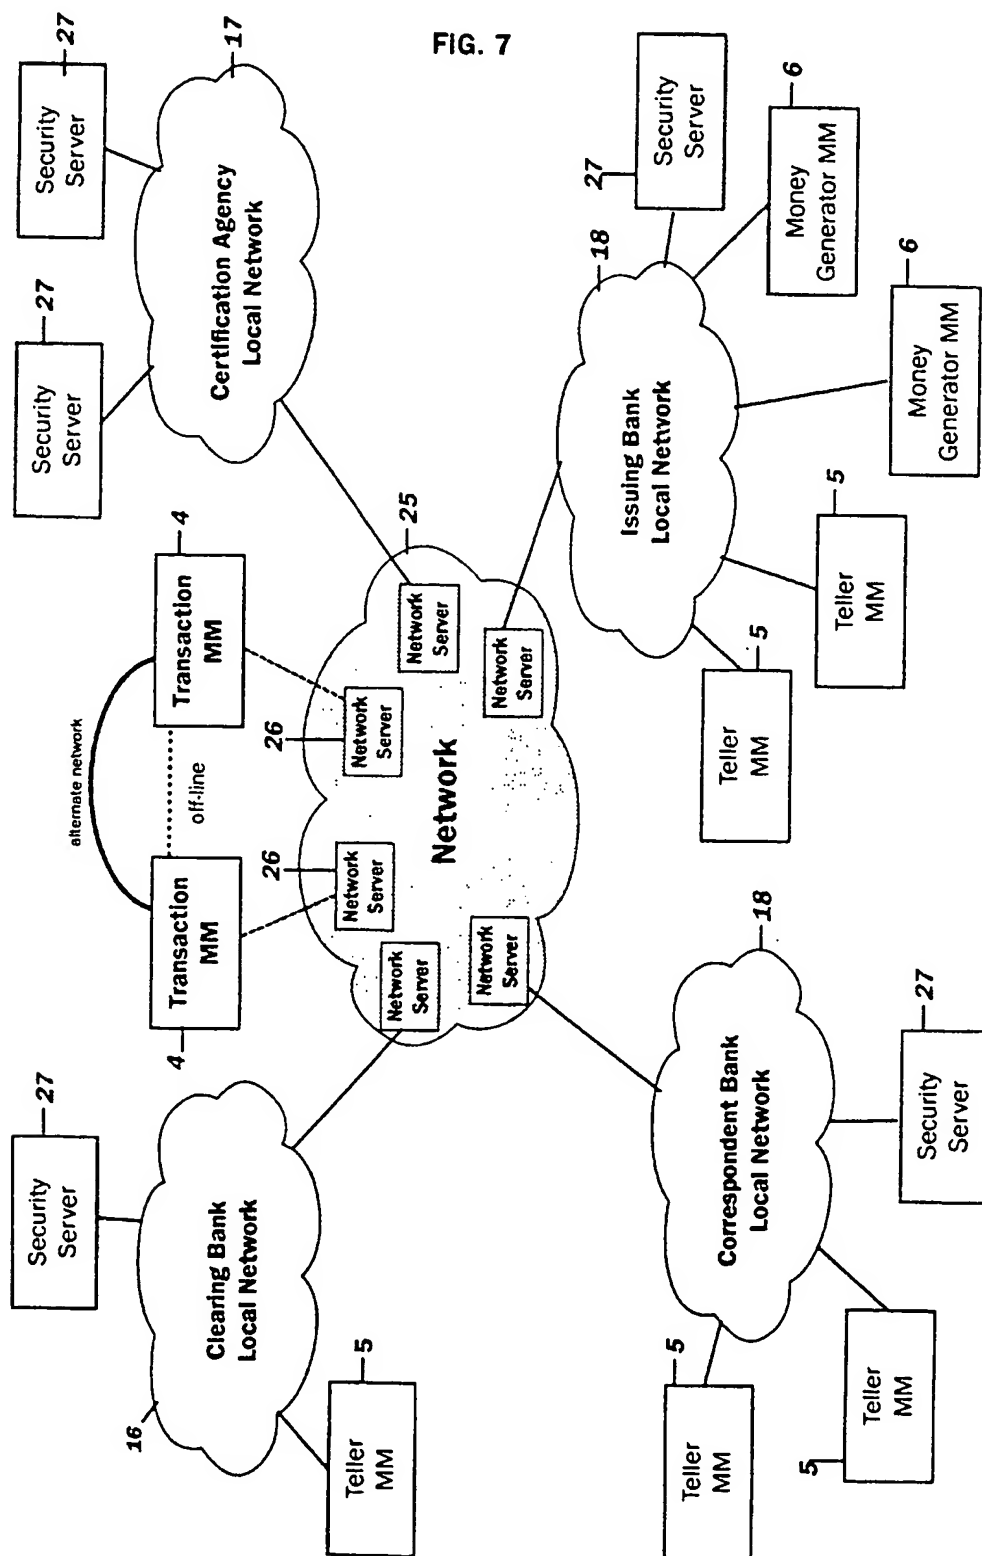 FIG. 7
Security
Server
27
Security
Server
27
Certification Agency
Local Network
17
alternate network
off-line
Transaction
MM
4
Transaction
MM
4
Security
Server
27
Clearing Bank
Local Network
16
Teller
MM
5
Network
25
Network
Server
26
Network
Server
26
Network
Server
Network
Server
Network
Server
Network
Server
Issuing Bank
Local Network
18
Security
Server
27
Money
Generator MM
6
Money
Generator MM
6
Teller
MM
5
Teller
MM
5
Correspondent Bank
Local Network
18
Security
Server
27
Teller
MM
5
Teller
MM
5